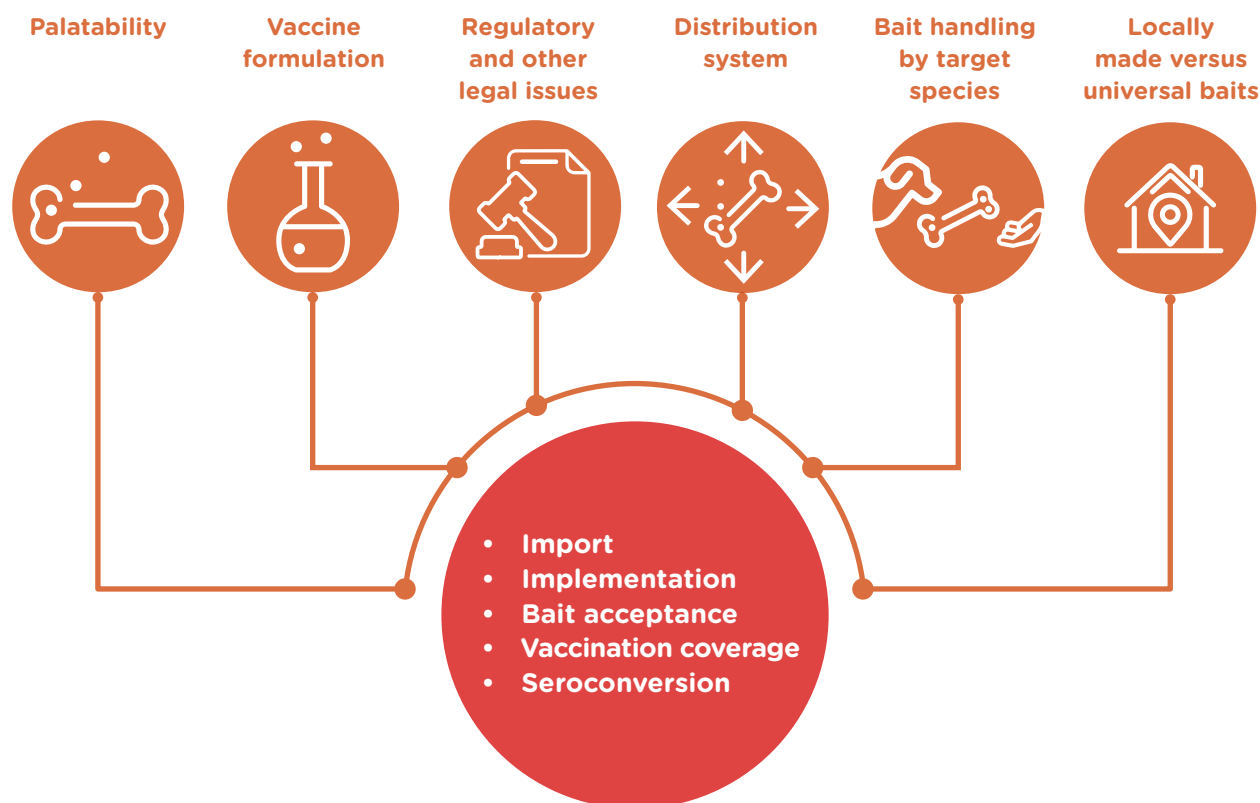 Palatability
Vaccine
formulation
Regulatory
and other
legal issues
Distribution
system
Bait handling
by target
species
Locally
made versus
universal baits
• Import
• Implementation
• Bait acceptance
• Vaccination coverage
• Seroconversion